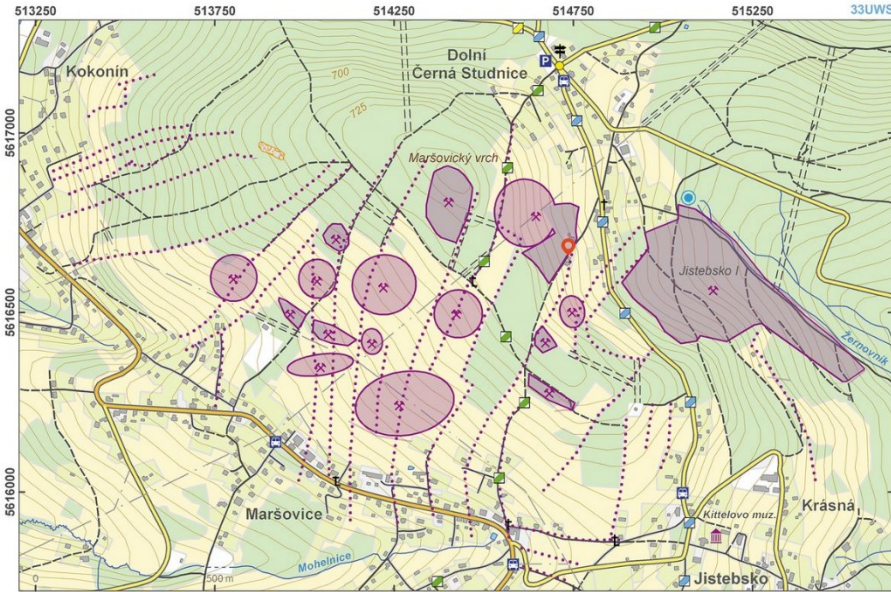 513250
513750
514250
514750
515250
33UWS
Kokonín
Dolní
Černá Studnice
P
700
725
5617000
Maršovický vrch
Jistebsko I
5616500
Žernovník
5616000
Maršovice
Kittelovo muz.
Krásná
Mohelnice
0
500 m
Jistebsko